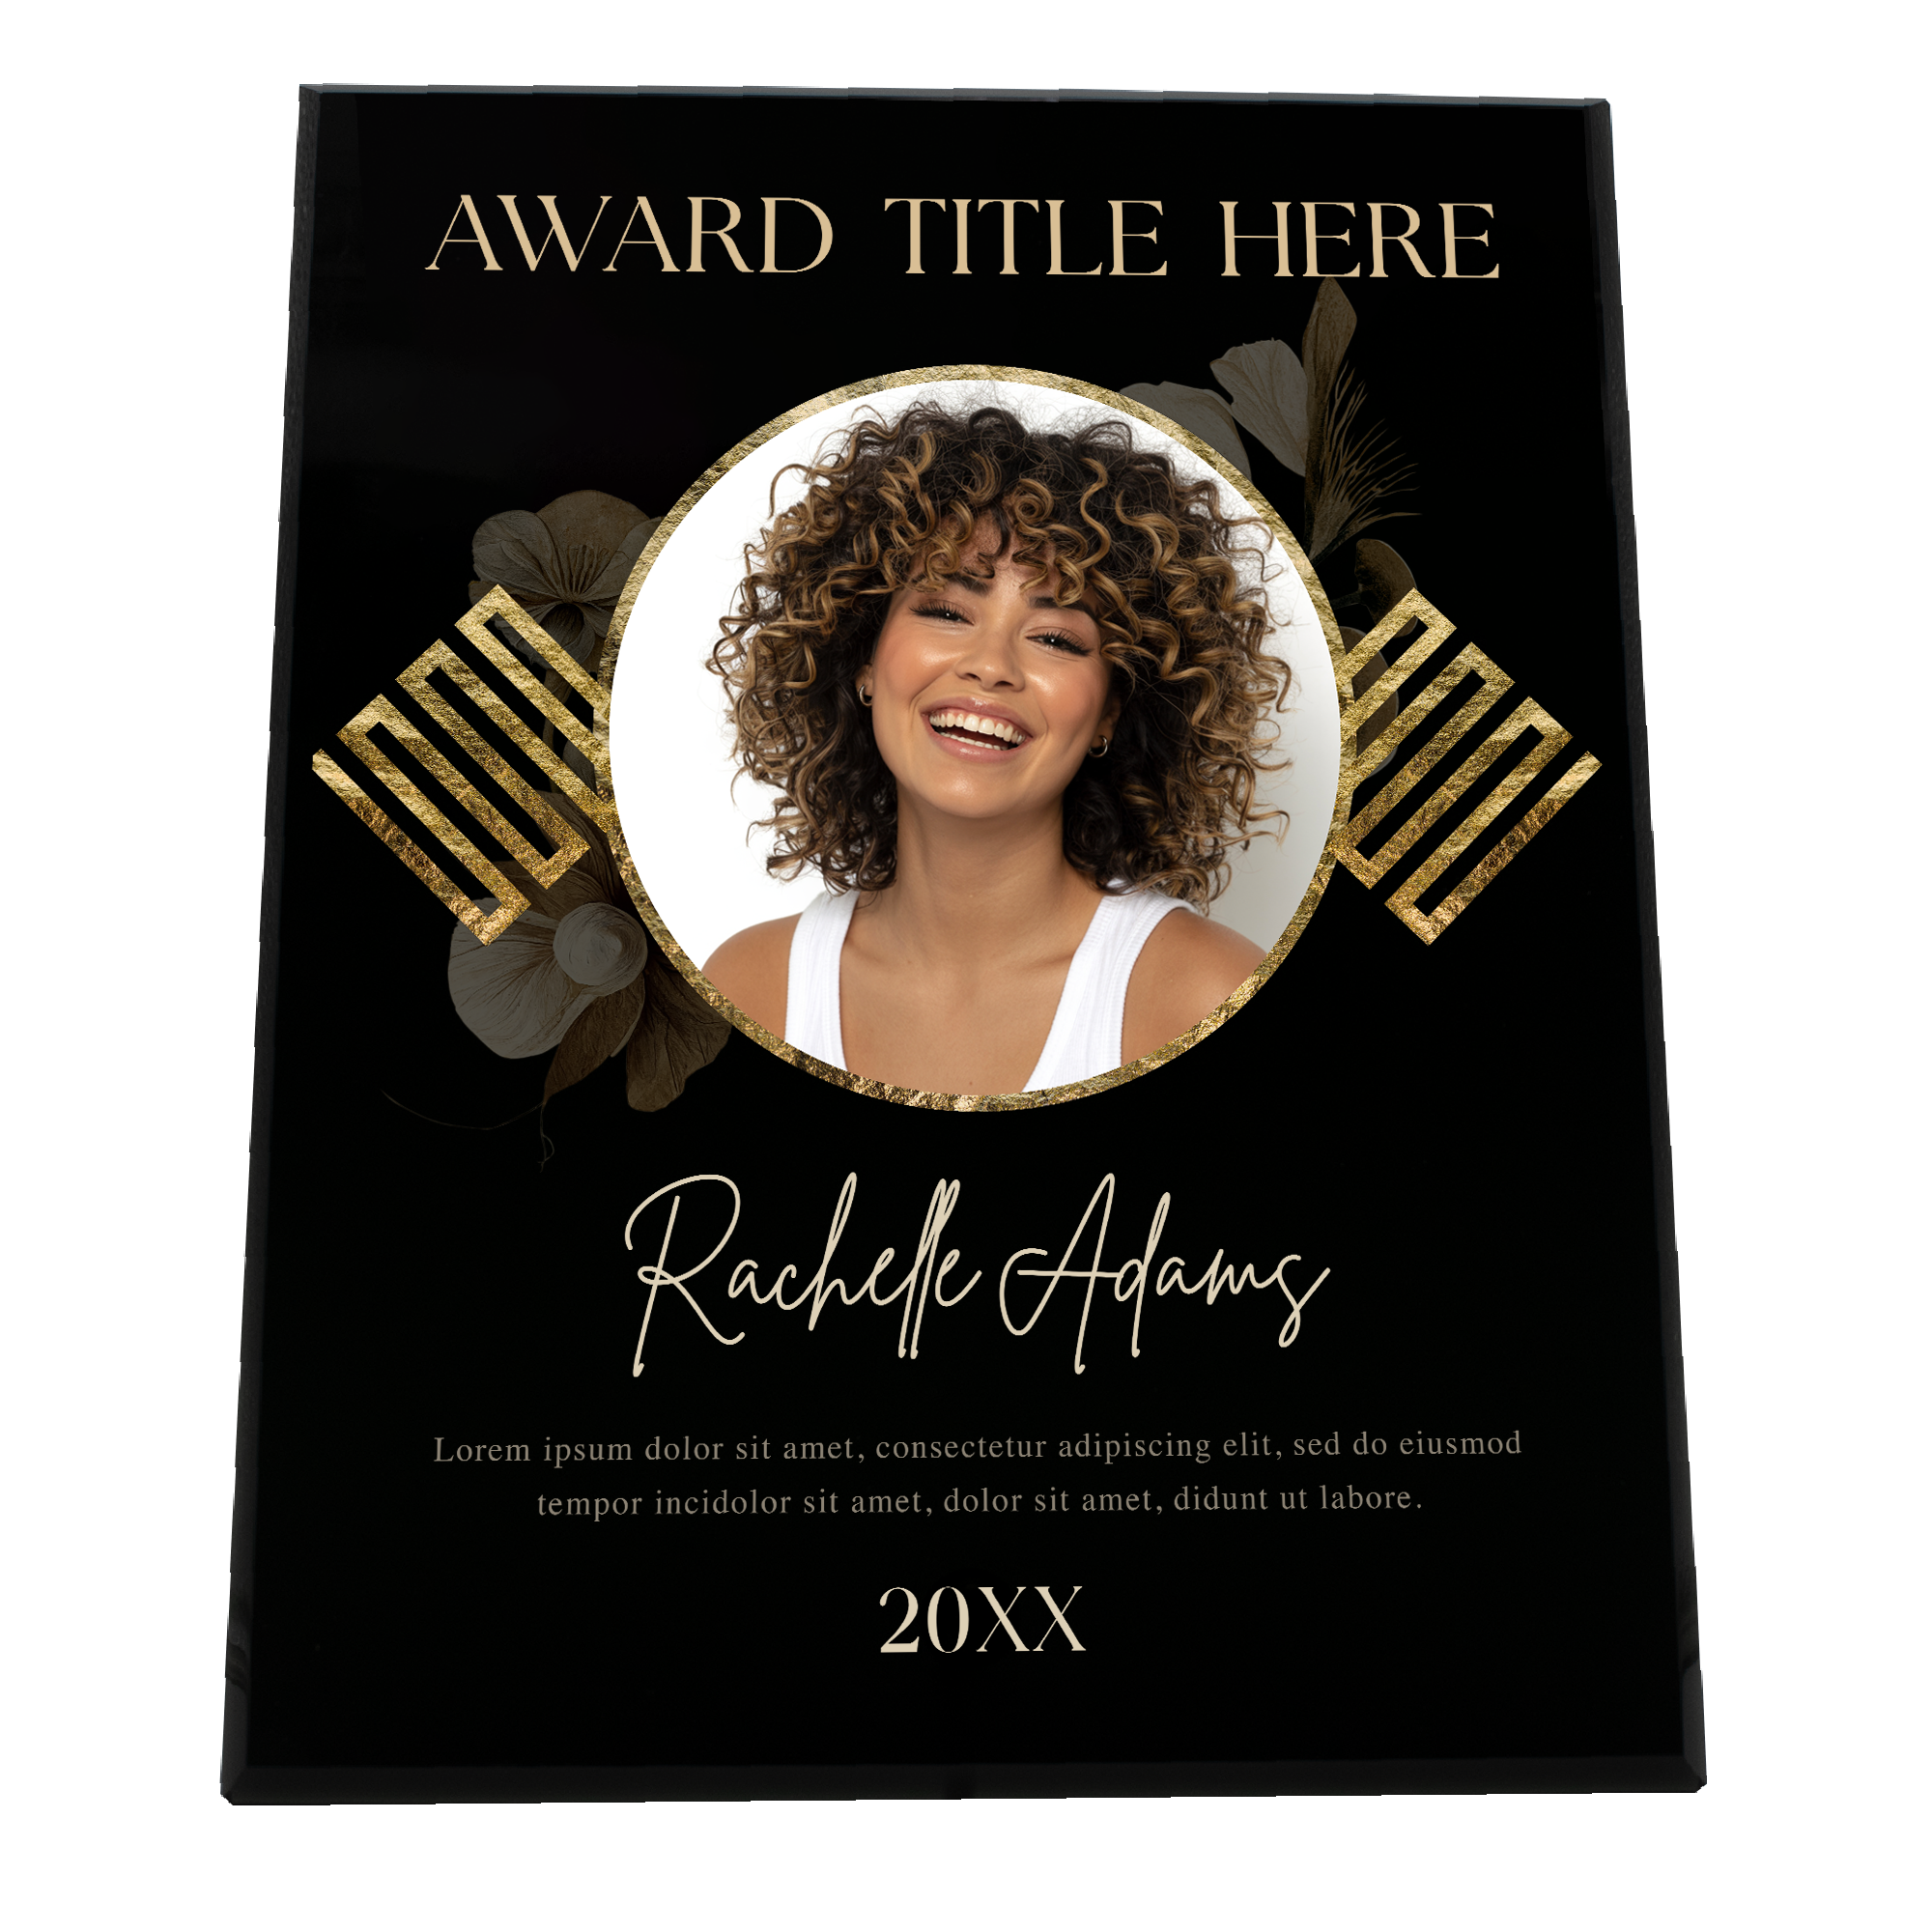 AWARD TITLE HERE
Rachelle Adams
Lorem ipsum dolor sit amet, consectetur adipiscing elit, sed do eiusmod
tempor incidolor sit amet, dolor sit amet, didunt ut labore.
20XX